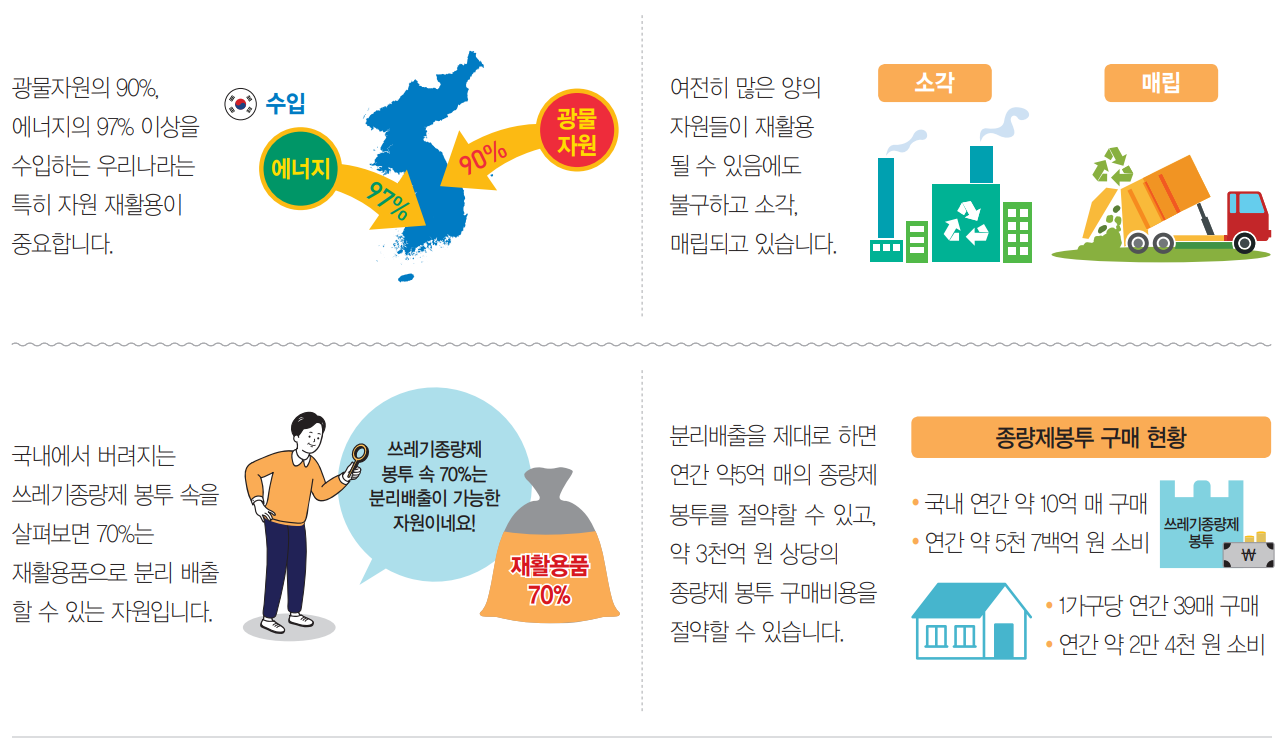 광물자원의 90%,
에너지의 97% 이상을
수입하는 우리나라는
특히 자원 재활용이
중요합니다.
수입
에너지
97%
90%
광물
자원
여전히 많은 양의
자원들이 재활용
될 수 있음에도
불구하고 소각,
매립되고 있습니다.
소각
매립
국내에서 버려지는
쓰레기종량제 봉투 속을
살펴보면 70%는
재활용품으로 분리 배출
할 수 있는 자원입니다.
쓰레기종량제
봉투 속 70%는
분리배출이 가능한
자원이네요!
재활용품
70%
분리배출을 제대로 하면
연간 약5억 매의 종량제
봉투를 절약할 수 있고,
약 3천억 원 상당의
종량제 봉투 구매비용을
절약할 수 있습니다.
종량제봉투 구매 현황
• 국내 연간 약 10억 매 구매
• 연간 약 5천 7백억 원 소비
쓰레기종량제
봉투
₩
• 1가구당 연간 39매 구매
• 연간 약 2만 4천 원 소비